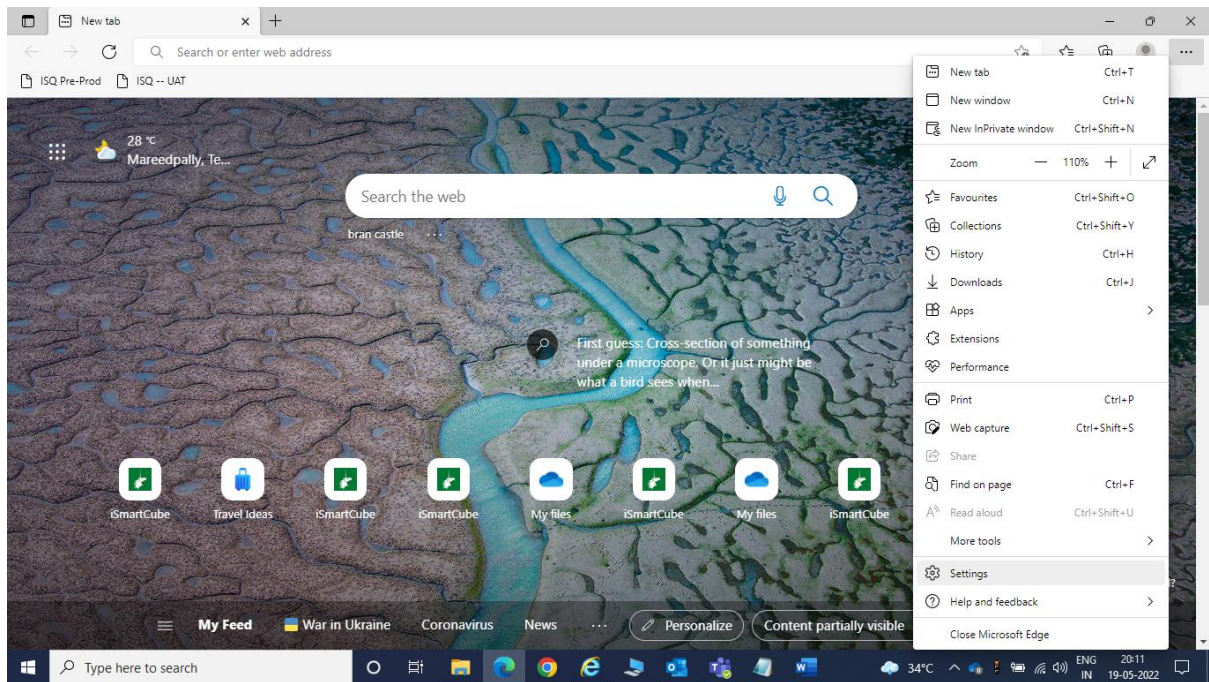 New tab
Search or enter web address
ISQ Pre-Prod ISQ -- UAT
28 °C
Mareedpally, Te...
Search the web
bran castle ...
First guess: Cross-section of something
under a microscope. Or it just might be
what a bird sees when...
iSmartCube Travel Ideas iSmartCube iSmartCube My files iSmartCube My files iSmartCube
My Feed War in Ukraine Coronavirus News ... Personalize Content partially visible
New tab Ctrl+T
New window Ctrl+N
New InPrivate window Ctrl+Shift+N
Zoom — 110% +
Favourites Ctrl+Shift+O
Collections Ctrl+Shift+Y
History Ctrl+H
Downloads Ctrl+J
Apps
Extensions
Performance
Print Ctrl+P
Web capture Ctrl+Shift+S
Share
Find on page Ctrl+F
Read aloud Ctrl+Shift+U
More tools
Settings
Help and feedback
Close Microsoft Edge
?
Type here to search
34°C
ENG
IN
20:11
19-05-2022